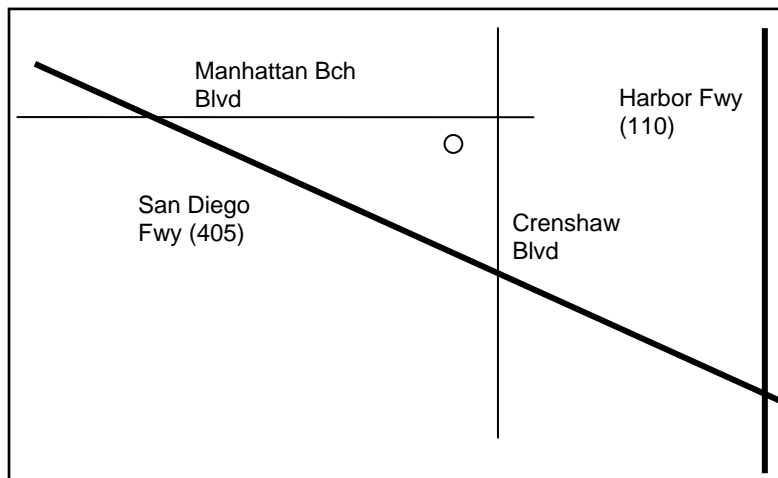 Manhattan Bch
Blvd
Harbor Fwy
(110)
San Diego
Fwy (405)
Crenshaw
Blvd